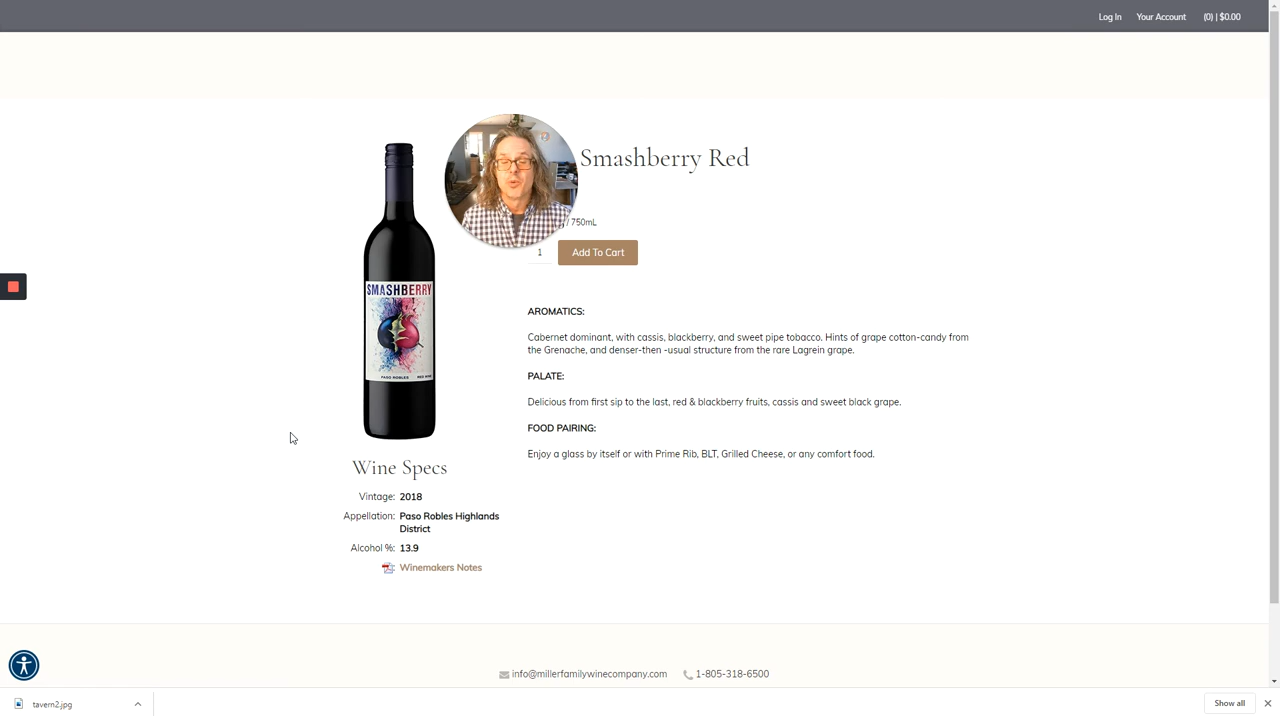 Log In
Your Account
(0) | $0.00
Smashberry Red
/ 750mL
1
Add To Cart
SMASHBERRY
PASO ROBLES
RED WINE
AROMATICS:
Cabernet dominant, with cassis, blackberry, and sweet pipe tobacco. Hints of grape cotton-candy from
the Grenache, and denser-then -usual structure from the rare Lagrein grape.
PALATE:
Delicious from first sip to the last, red & blackberry fruits, cassis and sweet black grape.
FOOD PAIRING:
Enjoy a glass by itself or with Prime Rib, BLT, Grilled Cheese, or any comfort food.
Wine Specs
Vintage: 2018
Appellation: Paso Robles Highlands
District
Alcohol %: 13.9
Winemakers Notes
info@millerfamilywinecompany.com
1-805-318-6500
tavern2.jpg
Show all